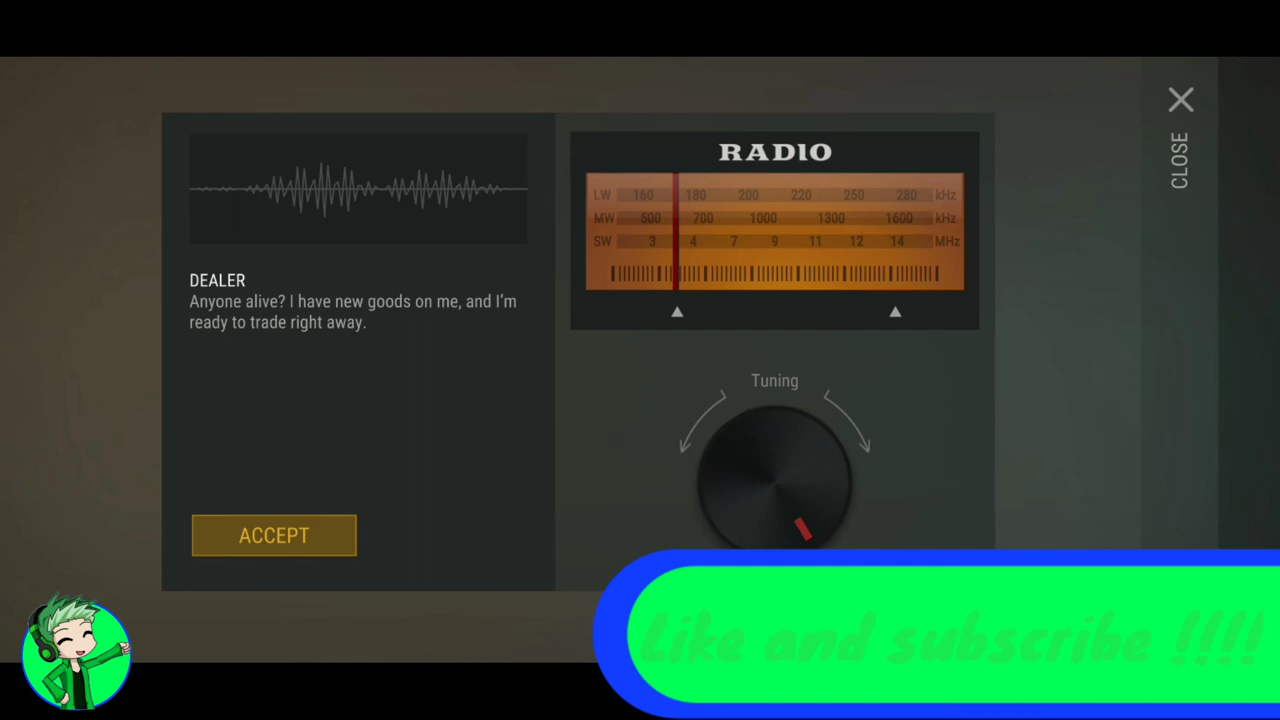 RADIO
LW 160 180 200 220 250 280 kHz
MW 500 700 1000 1300 1600 kHz
SW 3 4 7 9 11 12 14 MHz
CLOSE
DEALER
Anyone alive? I have new goods on me, and I'm
ready to trade right away.
Tuning
ACCEPT
Like and subscribe !!!!